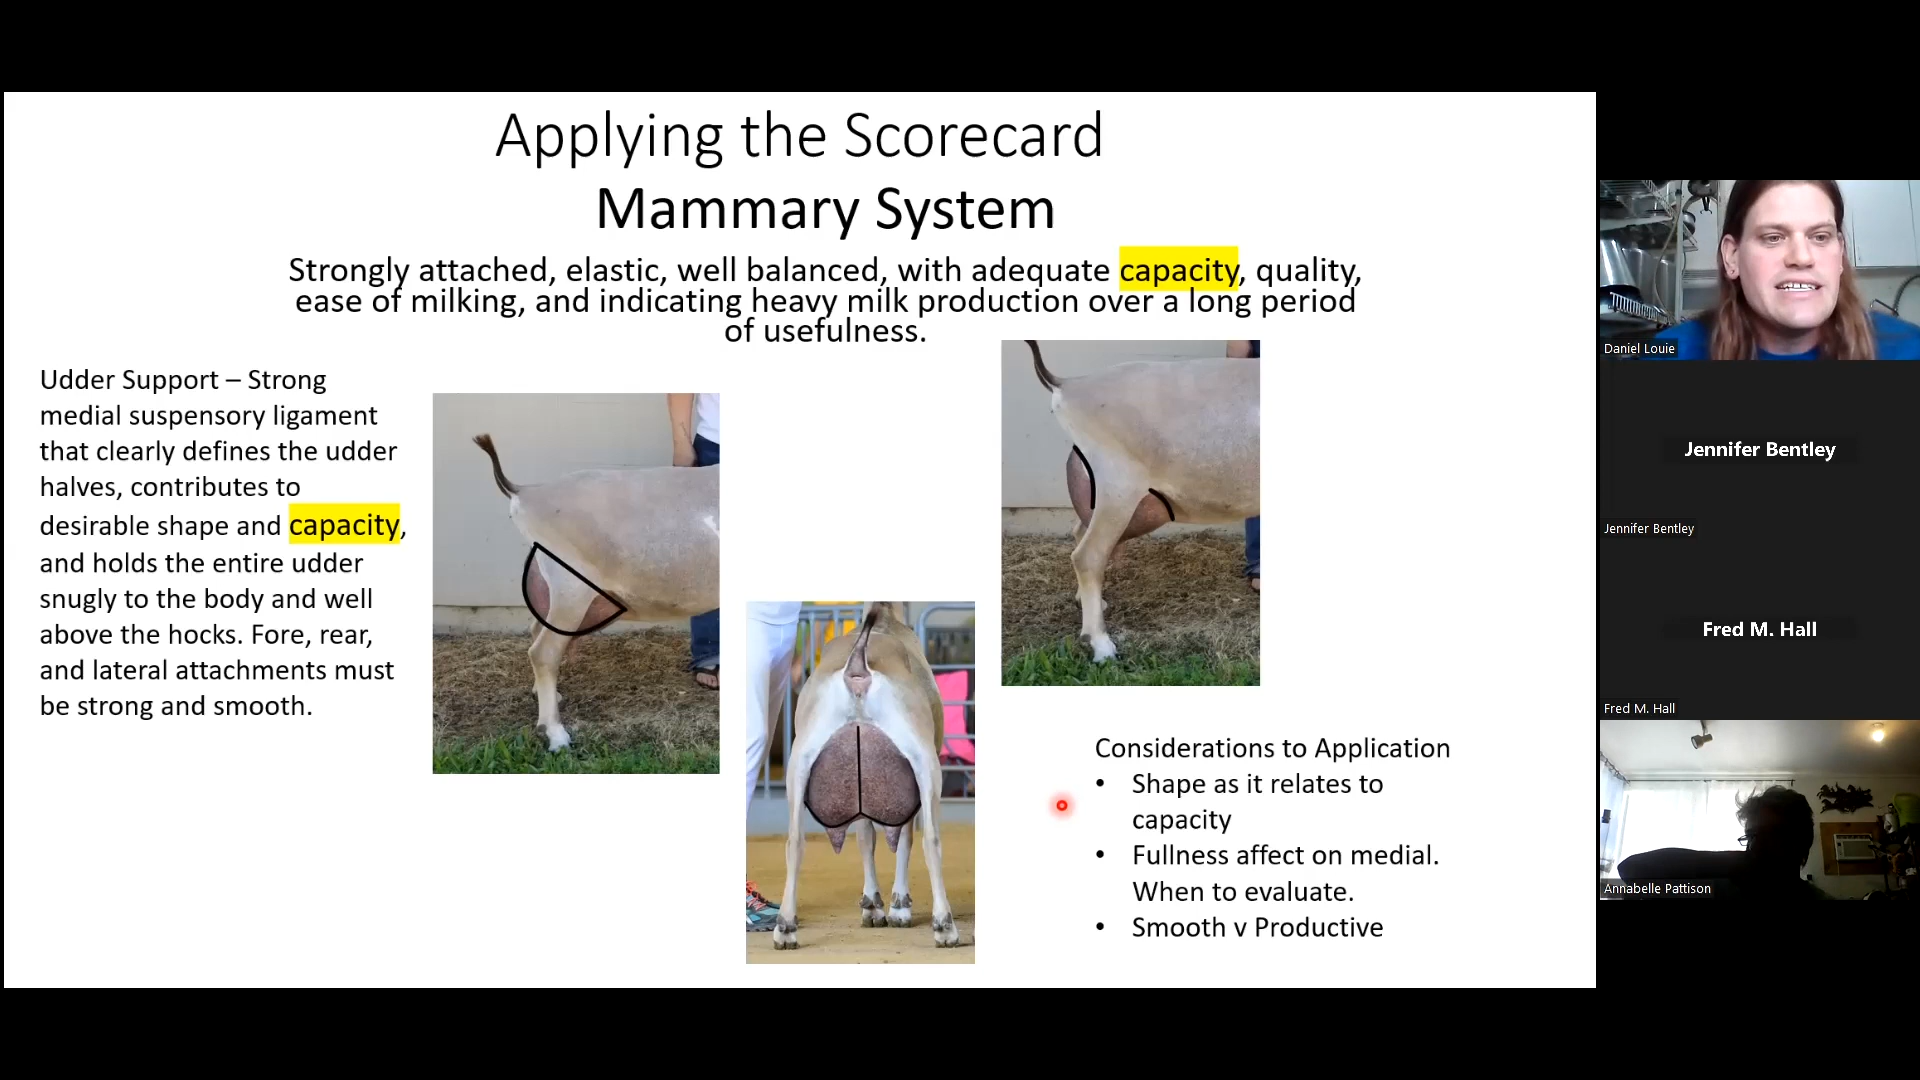 Applying the Scorecard
Mammary System
Strongly attached, elastic, well balanced, with adequate capacity, quality,
ease of milking, and indicating heavy milk production over a long period
of usefulness.
Udder Support – Strong
medial suspensory ligament
that clearly defines the udder
halves, contributes to
desirable shape and capacity,
and holds the entire udder
snugly to the body and well
above the hocks. Fore, rear,
and lateral attachments must
be strong and smooth.
Considerations to Application
• Shape as it relates to
capacity
• Fullness affect on medial.
When to evaluate.
• Smooth v Productive
Daniel Louie
Jennifer Bentley
Jennifer Bentley
Fred M. Hall
Fred M. Hall
Annabelle Pattison